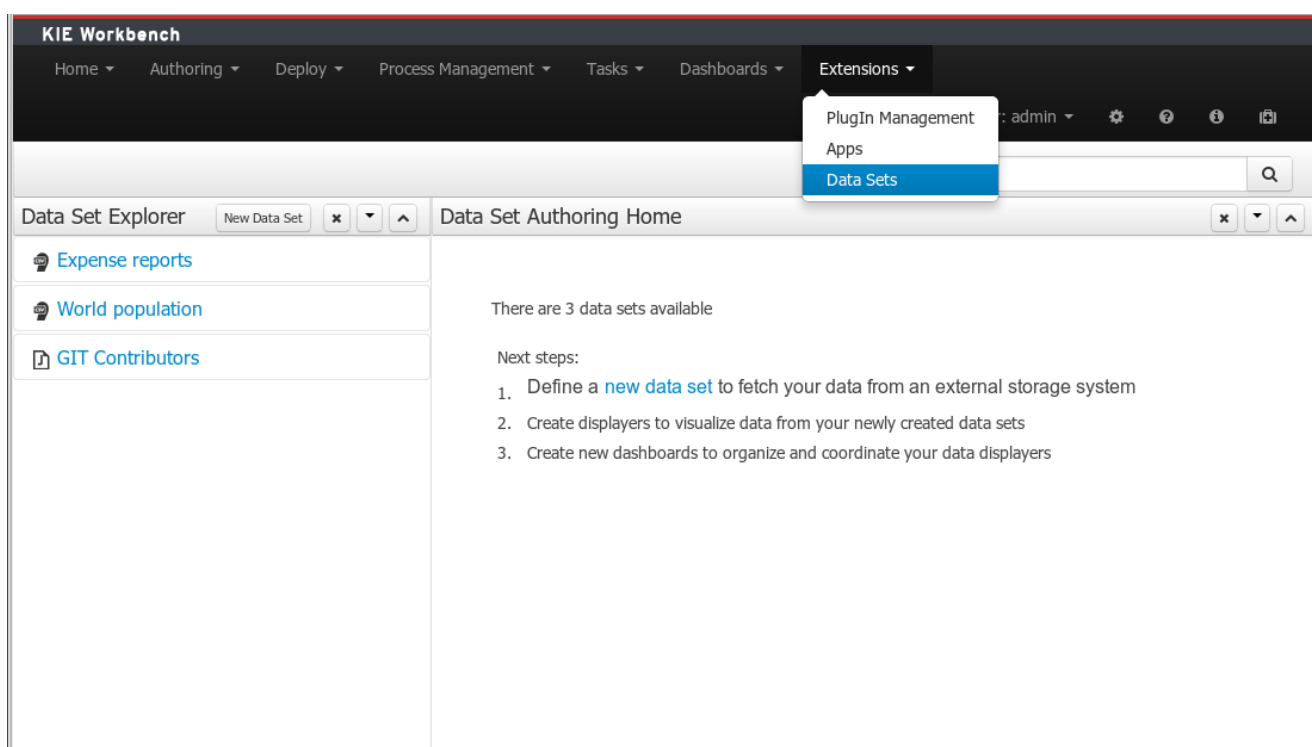 KIE Workbench
Home Authoring Deploy Process Management Tasks Dashboards Extensions
PlugIn Management
: admin
Apps
Data Sets
Data Set Explorer New Data Set Data Set Authoring Home
Expense reports
World population
There are 3 data sets available
GIT Contributors
Next steps:
1. Define a new data set to fetch your data from an external storage system
2. Create displayers to visualize data from your newly created data sets
3. Create new dashboards to organize and coordinate your data displayers